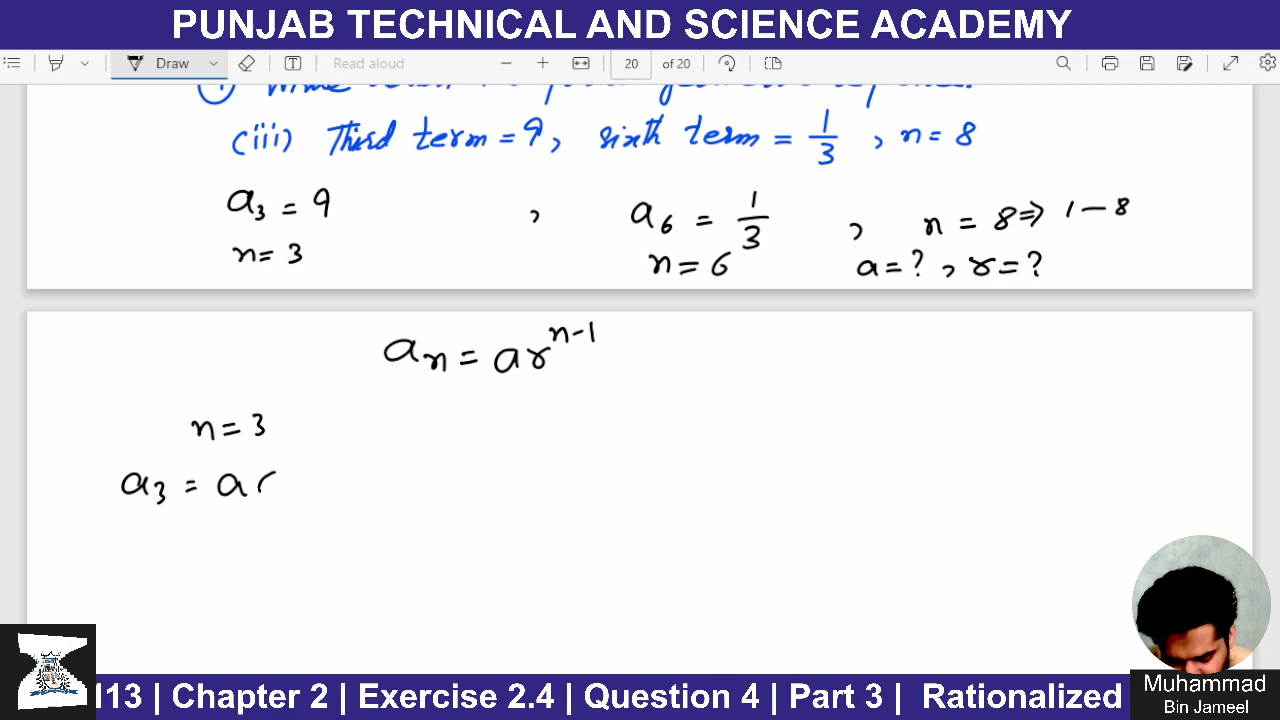 PUNJAB TECHNICAL AND SCIENCE ACADEMY
Draw Read aloud 20 of 20
(iii) Third term = 9, sixth term = 1/3, n = 8
a₃ = 9 , a₆ = 1/3 , n = 8 ⇒ 1 – 8
n = 3 n = 6 a = ? , r = ?
aₙ = arⁿ⁻¹
n = 3
a₃ = a
113 | Chapter 2 | Exercise 2.4 | Question 4 | Part 3 | Rationalized
Muhammad
Bin Jameel